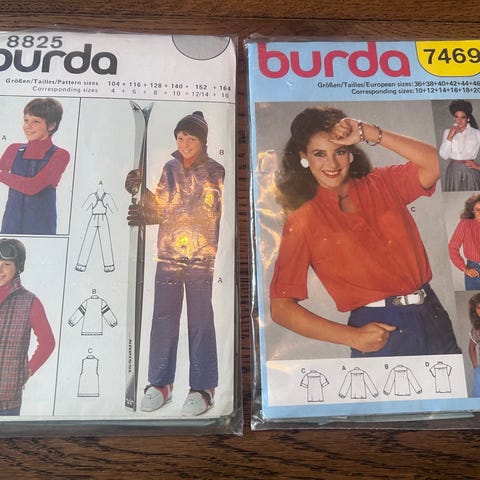 8825
burda
Größen/Tailles/Pattern sizes 104 + 116 + 128 + 140 + 152 + 164
Corresponding sizes 4 + 6 + 8 + 10 + 12/14 + 16
A
B
A
C
B
C
ROSSIGNOL
burda 7469
Größen/Tailles/European sizes: 36+38+40+42+44+46
Corresponding sizes: 10+12+14+16+18+20
C
C
A
B
D